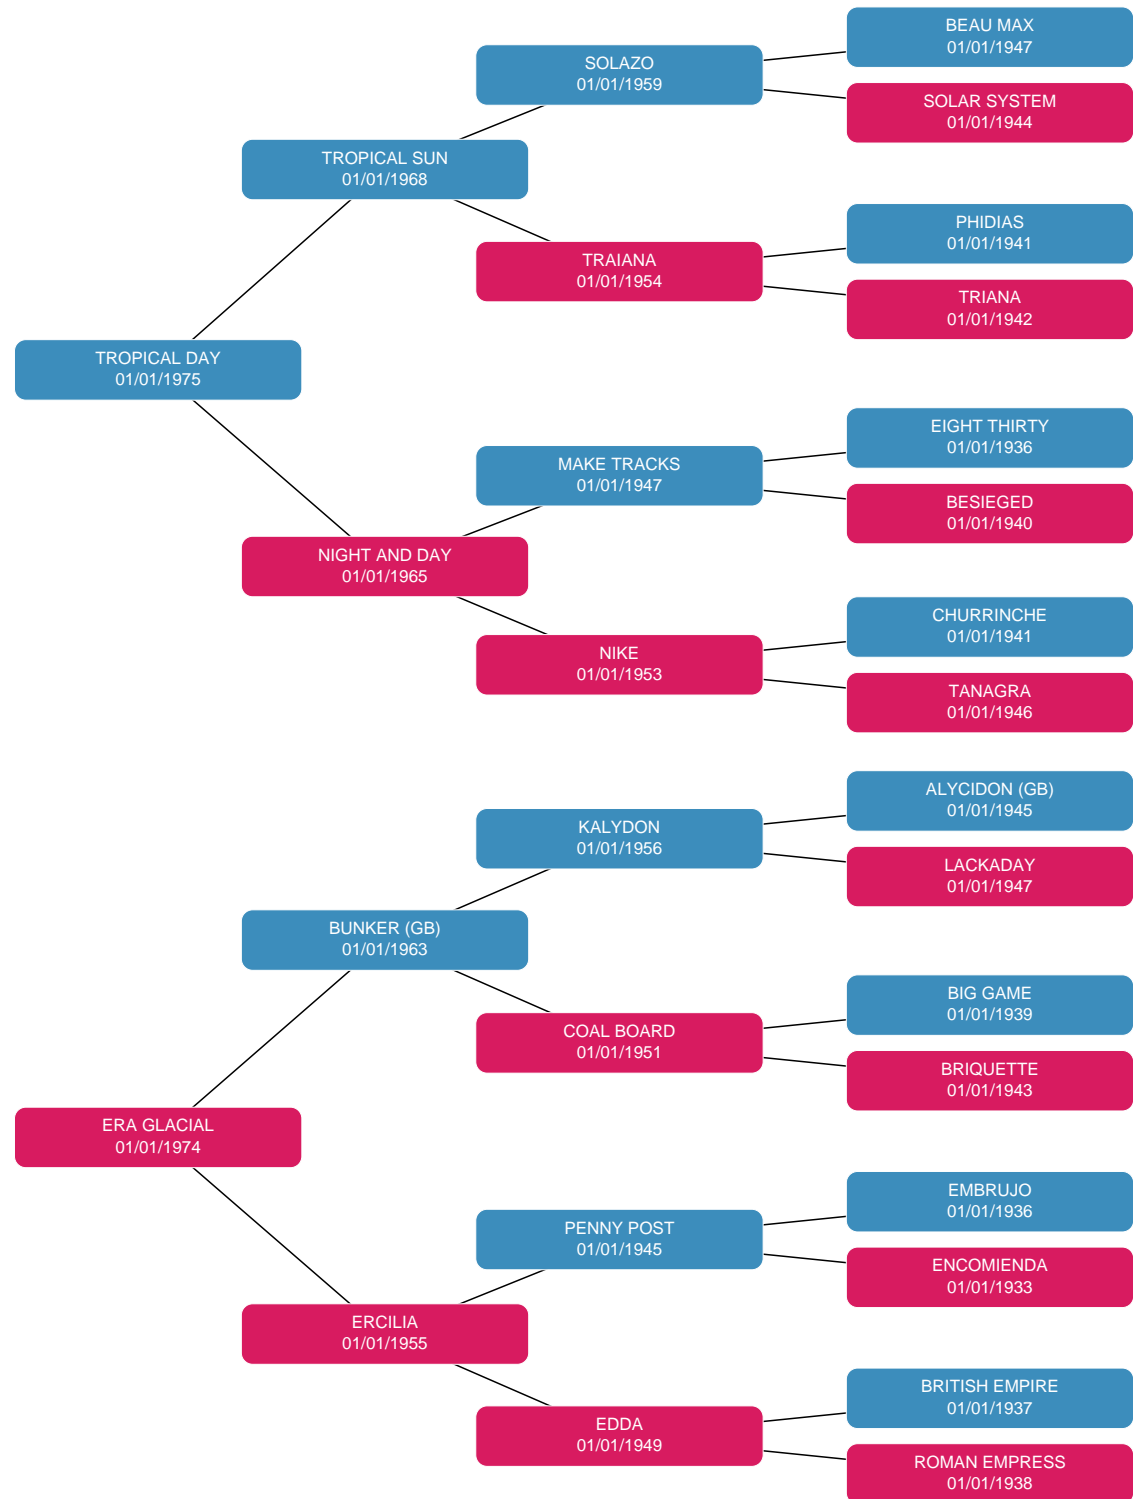 BEAU MAX
01/01/1947
SOLAZO
01/01/1959
SOLAR SYSTEM
01/01/1944
TROPICAL SUN
01/01/1968
PHIDIAS
01/01/1941
TRAIANA
01/01/1954
TRIANA
01/01/1942
TROPICAL DAY
01/01/1975
EIGHT THIRTY
01/01/1936
MAKE TRACKS
01/01/1947
BESIEGED
01/01/1940
NIGHT AND DAY
01/01/1965
CHURRINCHE
01/01/1941
NIKE
01/01/1953
TANAGRA
01/01/1946
ALYCIDON (GB)
01/01/1945
KALYDON
01/01/1956
LACKADAY
01/01/1947
BUNKER (GB)
01/01/1963
BIG GAME
01/01/1939
COAL BOARD
01/01/1951
BRIQUETTE
01/01/1943
ERA GLACIAL
01/01/1974
EMBRUJO
01/01/1936
PENNY POST
01/01/1945
ENCOMIENDA
01/01/1933
ERCILIA
01/01/1955
BRITISH EMPIRE
01/01/1937
EDDA
01/01/1949
ROMAN EMPRESS
01/01/1938